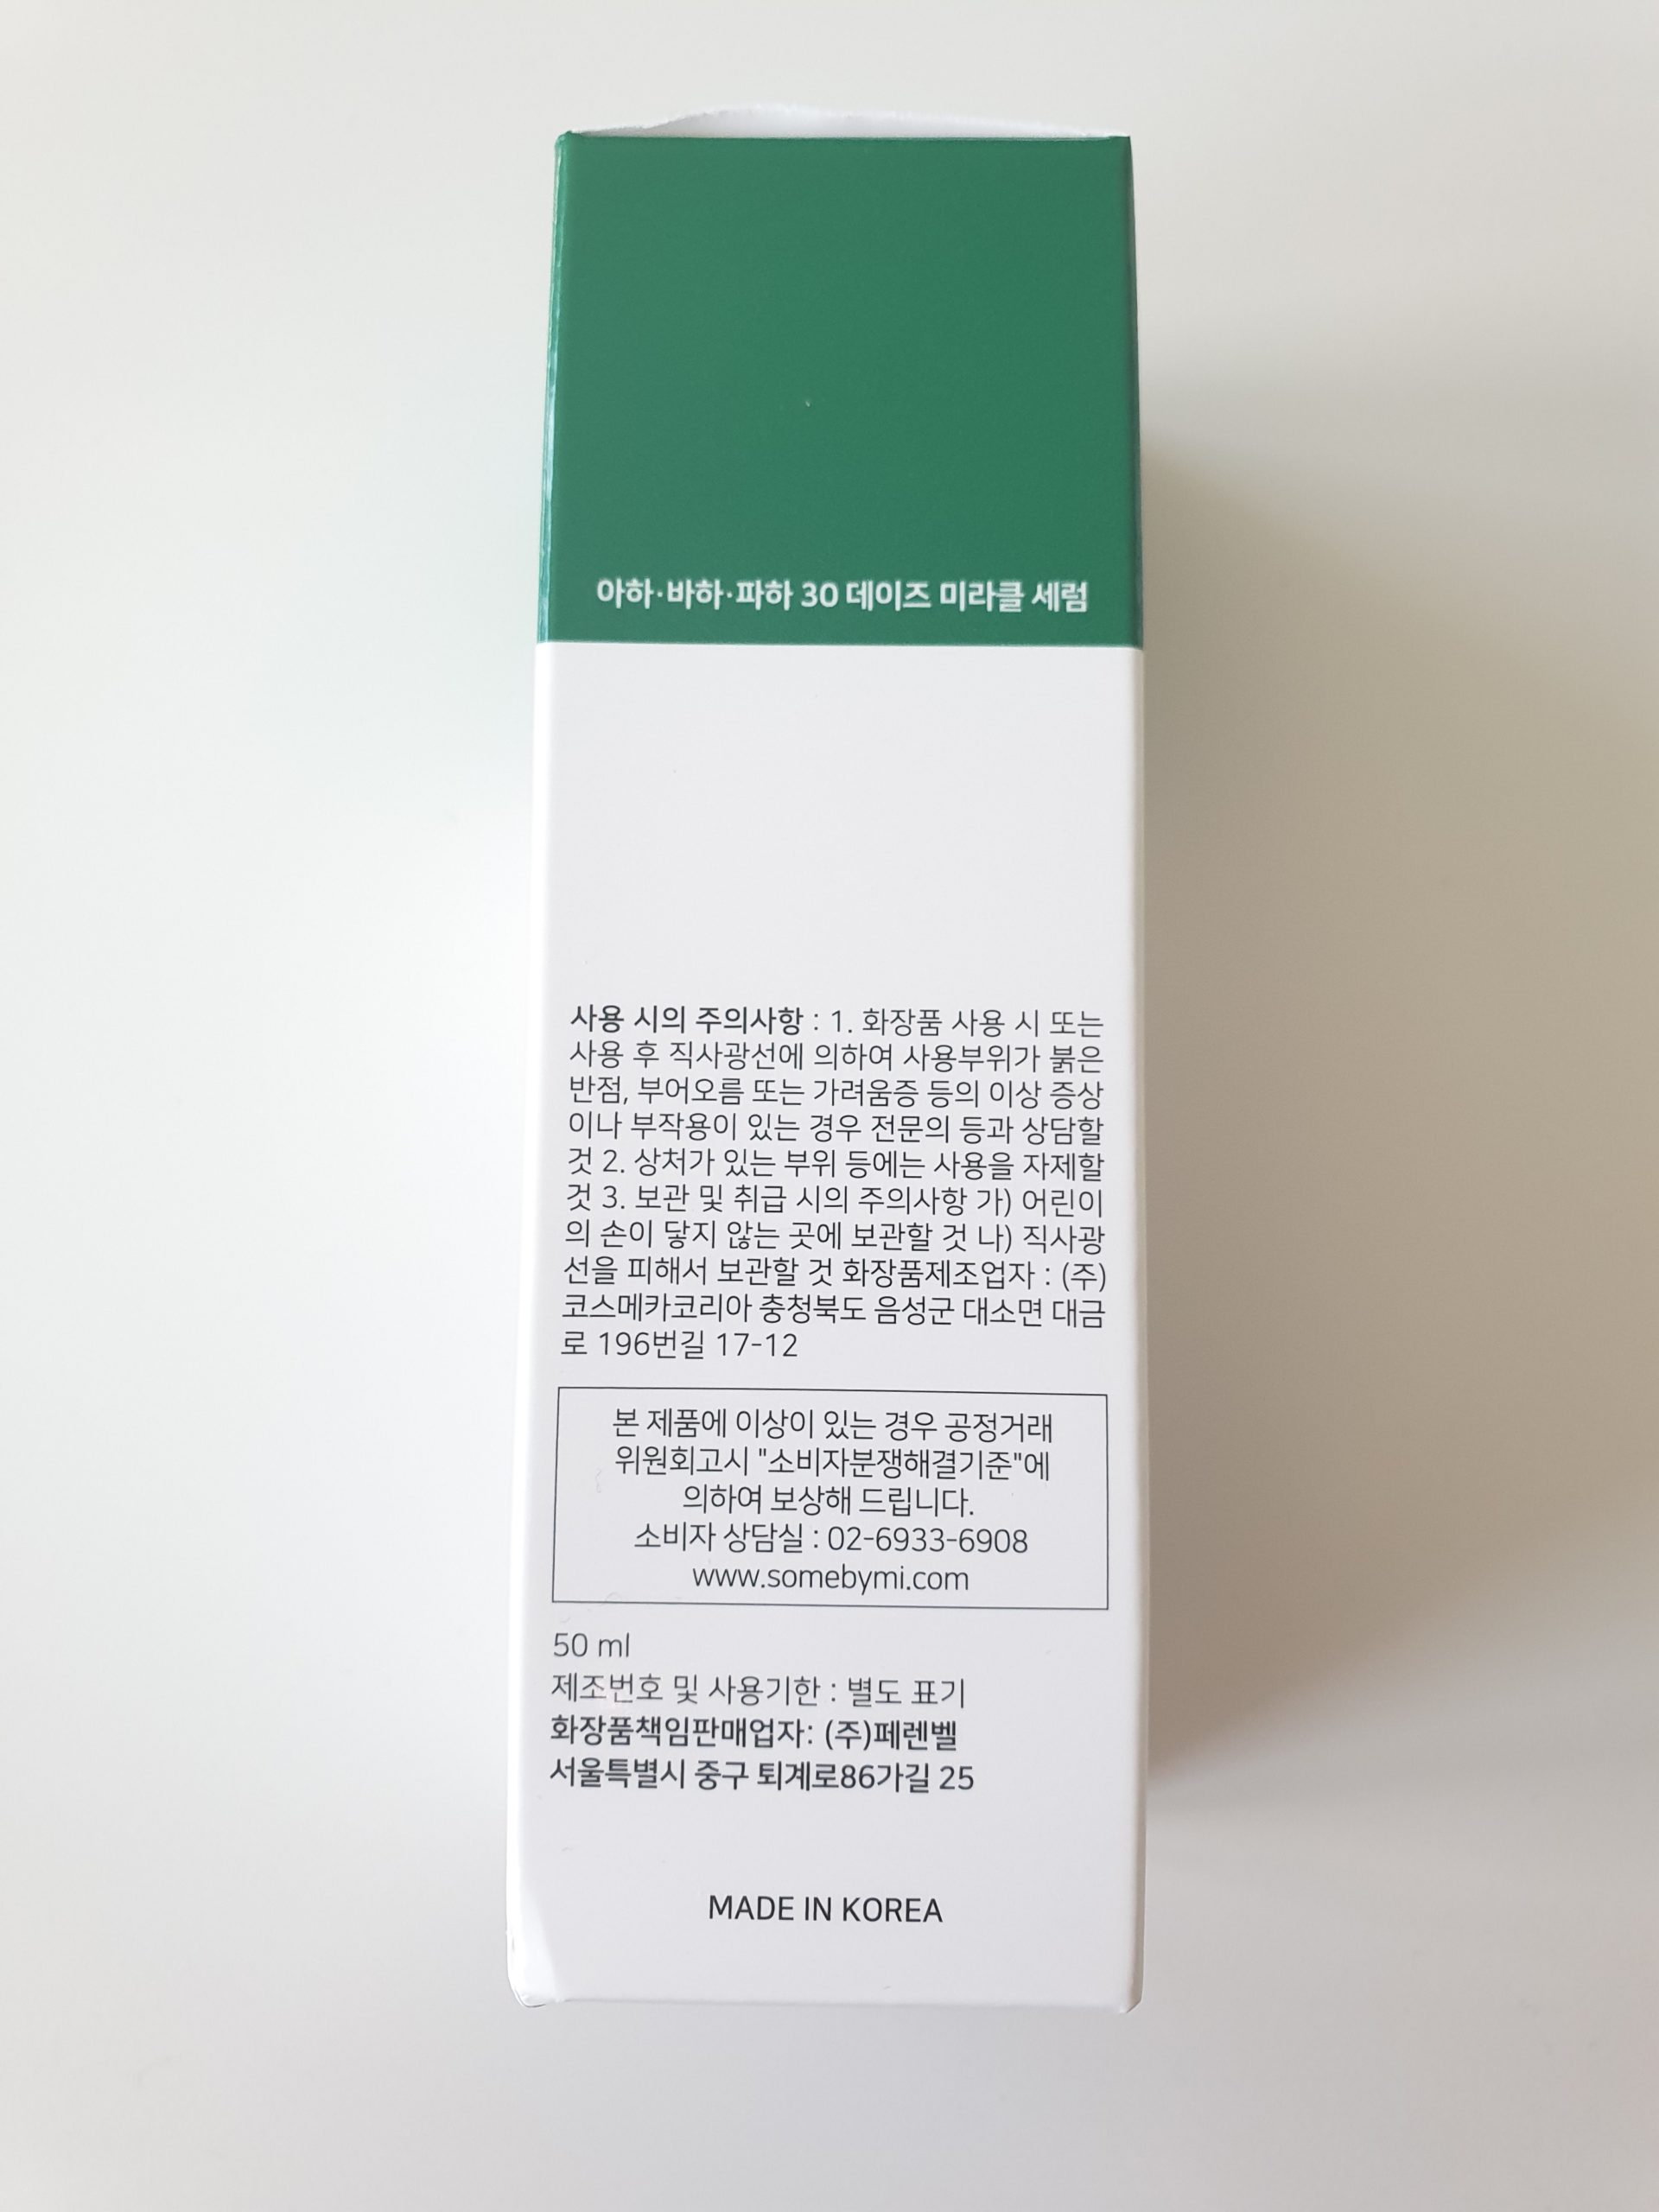 아하·바하·파하 30 데이즈 미라클 세럼
사용 시의 주의사항 : 1. 화장품 사용 시 또는
사용 후 직사광선에 의하여 사용부위가 붉은
반점, 부어오름 또는 가려움증 등의 이상 증상
이나 부작용이 있는 경우 전문의 등과 상담할
것 2. 상처가 있는 부위 등에는 사용을 자제할
것 3. 보관 및 취급 시의 주의사항 가) 어린이
의 손이 닿지 않는 곳에 보관할 것 나) 직사광
선을 피해서 보관할 것 화장품제조업자 : (주)
코스메카코리아 충청북도 음성군 대소면 대금
로 196번길 17-12
본 제품에 이상이 있는 경우 공정거래
위원회고시 "소비자분쟁해결기준"에
의하여 보상해 드립니다.
소비자 상담실 : 02-6933-6908
www.somebymi.com
50 ml
제조번호 및 사용기한 : 별도 표기
화장품책임판매업자: (주)페렌벨
서울특별시 중구 퇴계로86가길 25
MADE IN KOREA